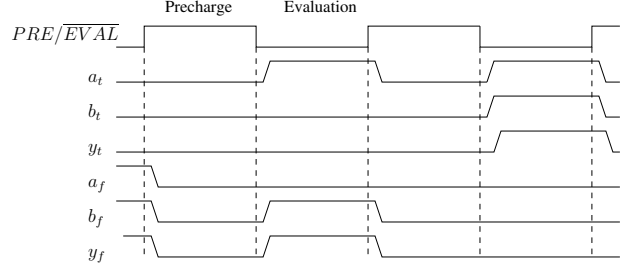 Precharge Evaluation
PRE/EVAL
a_t
b_t
y_t
a_f
b_f
y_f